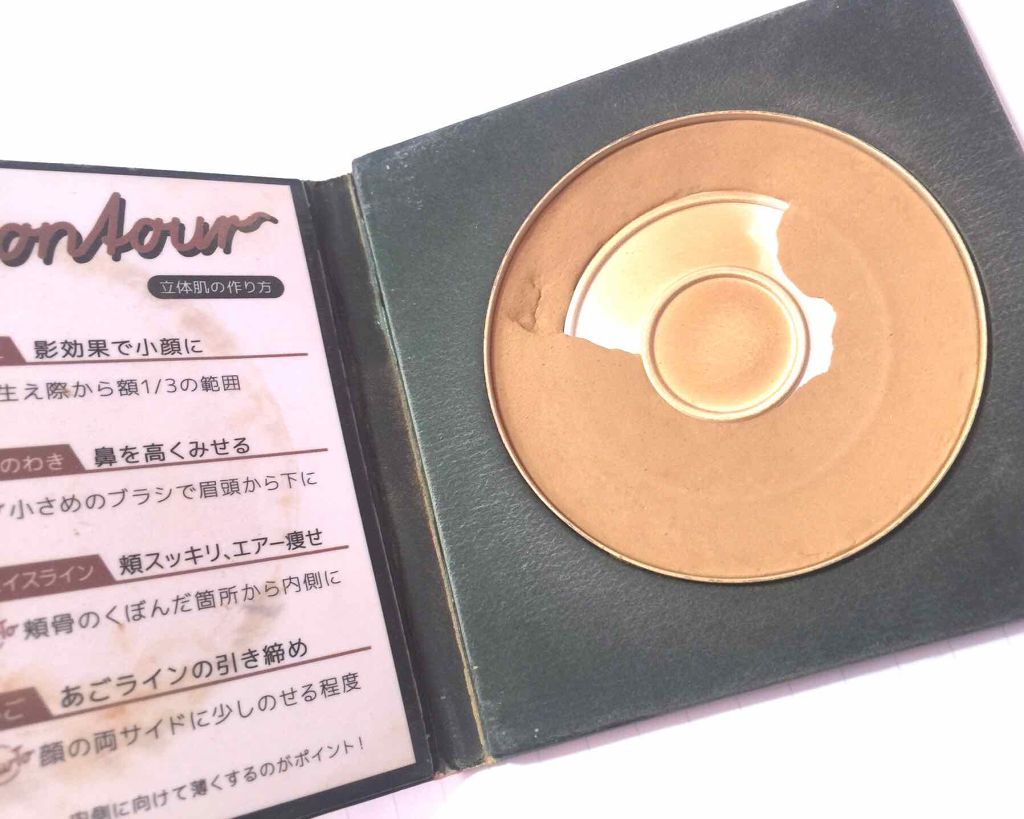 ontour
立体肌の作り方
影効果で小顔に
生え際から額1/3の範囲
のわき 鼻を高くみせる
小さめのブラシで眉頭から下に
イスライン 頬スッキリ、エアー痩せ
頬骨のくぼんだ箇所から内側に
ご あごラインの引き締め
顔の両サイドに少しのせる程度
内側に向けて薄くするのがポイント!